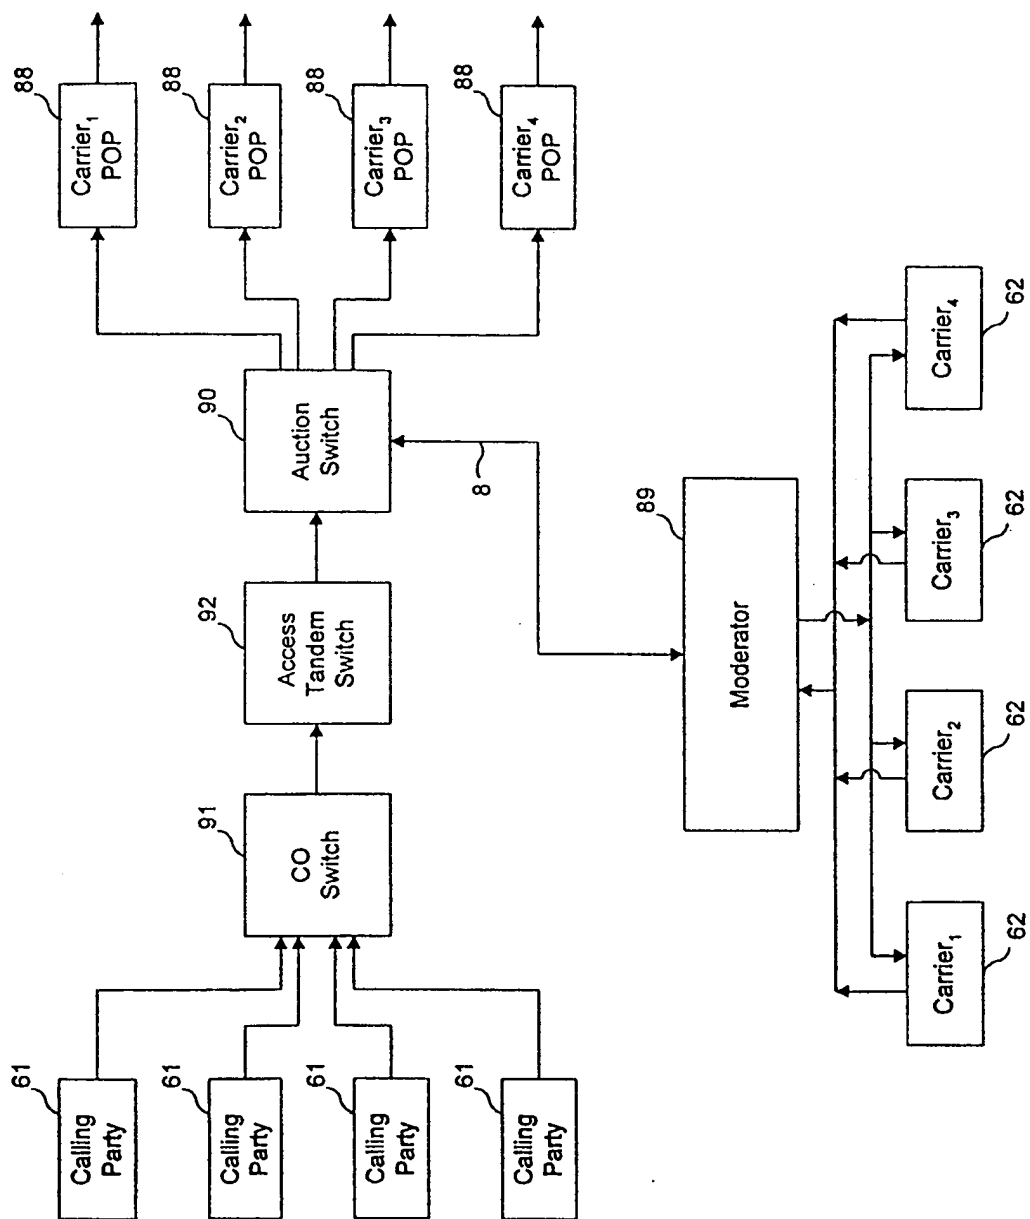 61
Calling
Party
61
Calling
Party
61
Calling
Party
61
Calling
Party
91
CO
Switch
92
Access
Tandem
Switch
90
Auction
Switch
8
88
Carrier₁
POP
88
Carrier₂
POP
88
Carrier₃
POP
88
Carrier₄
POP
89
Moderator
Carrier₁
62
Carrier₂
62
Carrier₃
62
Carrier₄
62